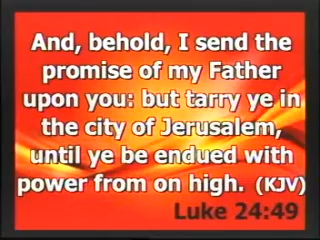 And, behold, I send the
promise of my Father
upon you: but tarry ye in
the city of Jerusalem,
until ye be endued with
power from on high. (KJV)
Luke 24:49